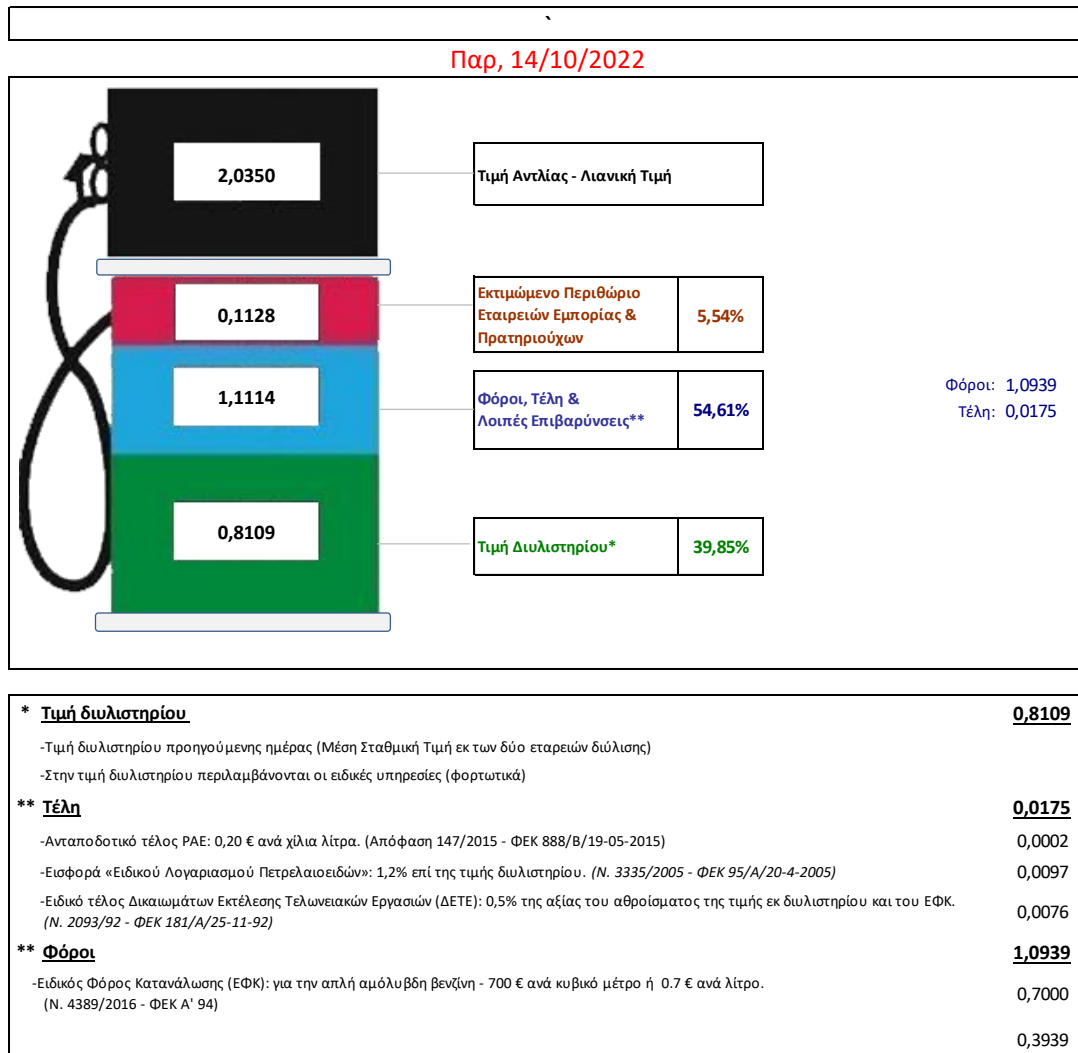 `
Παρ, 14/10/2022
2,0350
Τιμή Αντλίας - Λιανική Τιμή
0,1128
Εκτιμώμενο Περιθώριο
Εταιρειών Εμπορίας &
Πρατηριούχων
5,54%
1,1114
Φόροι, Τέλη &
Λοιπές Επιβαρύνσεις**
54,61%
Φόροι: 1,0939
Τέλη: 0,0175
0,8109
Τιμή Διυλιστηρίου*
39,85%
* Τιμή διυλιστηρίου 0,8109
-Τιμή διυλιστηρίου προηγούμενης ημέρας (Μέση Σταθμική Τιμή εκ των δύο εταρειών διύλισης)
-Στην τιμή διυλιστηρίου περιλαμβάνονται οι ειδικές υπηρεσίες (φορτωτικά)
** Τέλη 0,0175
-Ανταποδοτικό τέλος ΡΑΕ: 0,20 € ανά χίλια λίτρα. (Απόφαση 147/2015 - ΦΕΚ 888/Β/19-05-2015) 0,0002
-Εισφορά «Ειδικού Λογαριασμού Πετρελαιοειδών»: 1,2% επί της τιμής διυλιστηρίου. (Ν. 3335/2005 - ΦΕΚ 95/Α/20-4-2005) 0,0097
-Ειδικό τέλος Δικαιωμάτων Εκτέλεσης Τελωνειακών Εργασιών (ΔΕΤΕ): 0,5% της αξίας του αθροίσματος της τιμής εκ διυλιστηρίου και του ΕΦΚ.
(Ν. 2093/92 - ΦΕΚ 181/Α/25-11-92) 0,0076
** Φόροι 1,0939
-Ειδικός Φόρος Κατανάλωσης (ΕΦΚ): για την απλή αμόλυβδη βενζίνη - 700 € ανά κυβικό μέτρο ή 0.7 € ανά λίτρο.
(Ν. 4389/2016 - ΦΕΚ Α' 94) 0,7000
0,3939